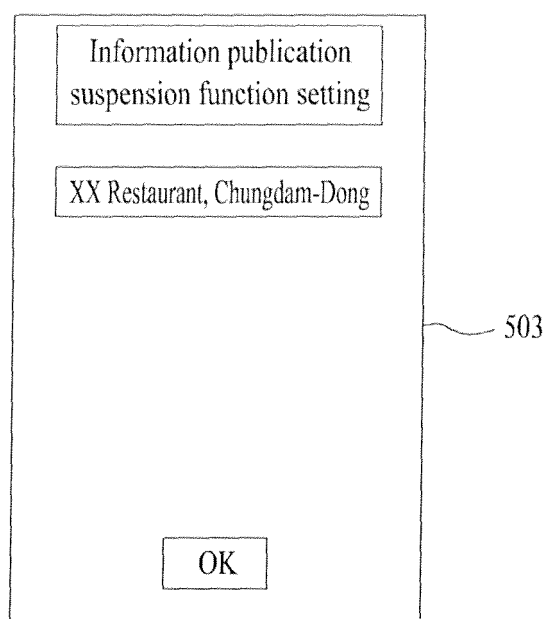 Information publication
suspension function setting
XX Restaurant, Chungdam-Dong
503
OK